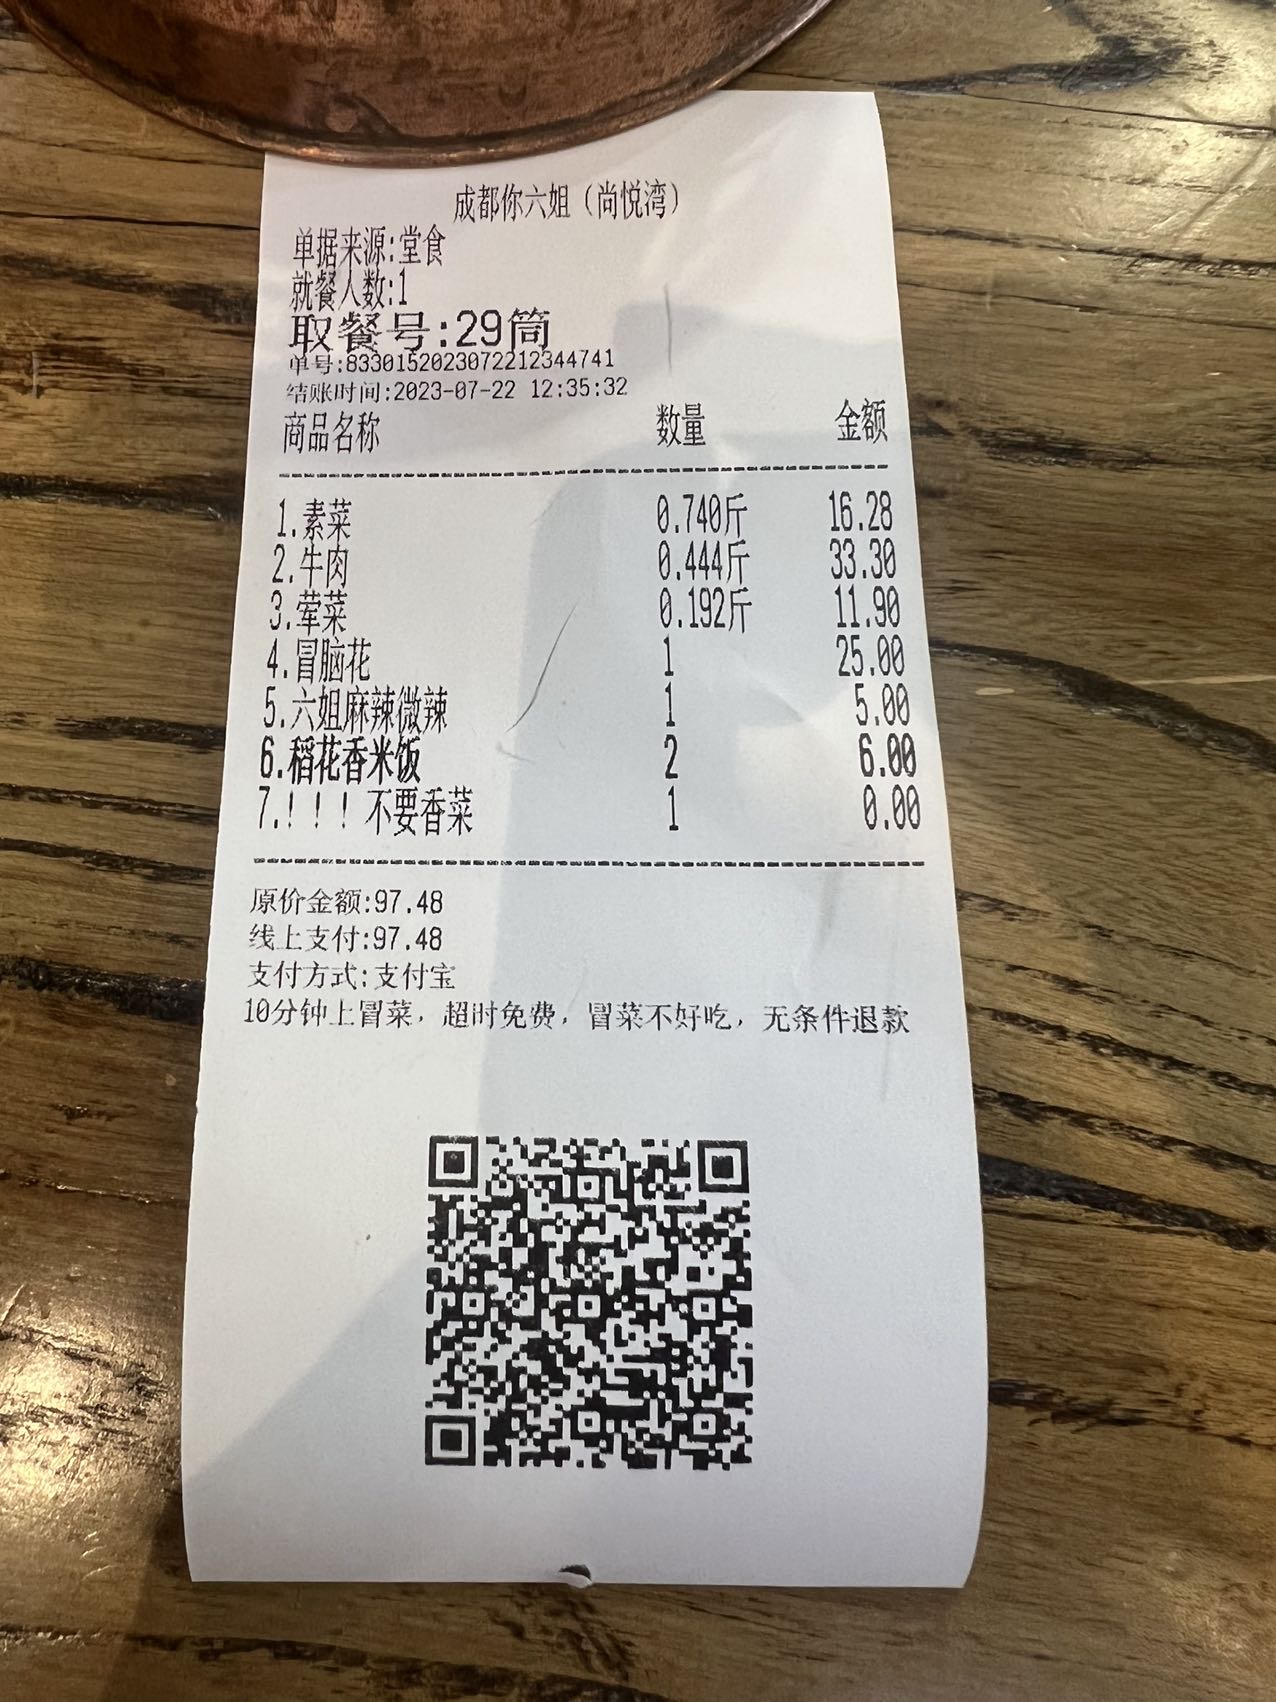 成都你六姐（尚悦湾）
单据来源:堂食
就餐人数:1
取餐号:29筒
单号:8330152023072212344741
结账时间:2023-07-22 12:35:32
商品名称 数量 金额
1.素菜 0.740斤 16.28
2.牛肉 0.444斤 33.30
3.荤菜 0.192斤 11.90
4.冒脑花 1 25.00
5.六姐麻辣微辣 1 5.00
6.稻花香米饭 2 6.00
7.！！！不要香菜 1 0.00
原价金额:97.48
线上支付:97.48
支付方式:支付宝
10分钟上冒菜，超时免费，冒菜不好吃，无条件退款